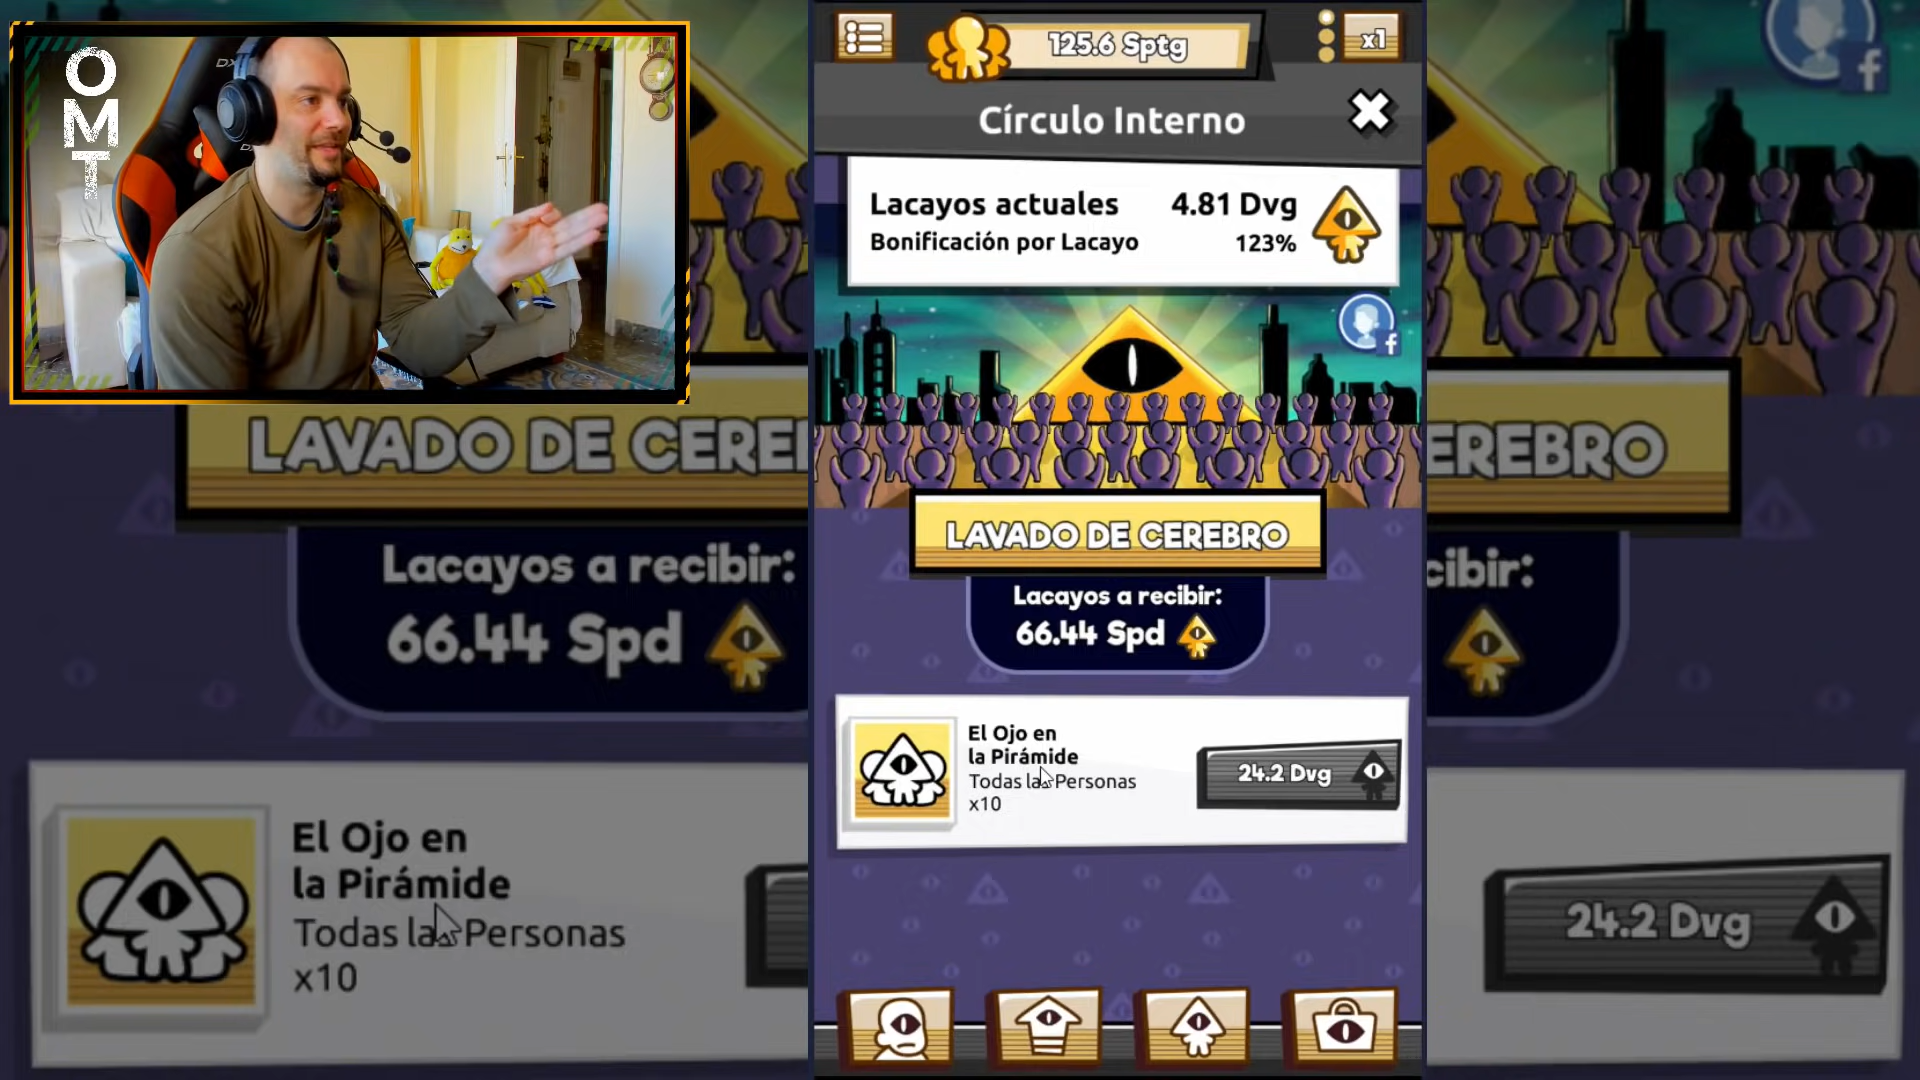 OMT
125.6 Sptg
x1
Círculo Interno
Lacayos actuales 4.81 Dvg
Bonificación por Lacayo 123%
f
LAVADO DE CEREBRO
Lacayos a recibir:
66.44 Spd
El Ojo en
la Pirámide
Todas las Personas
x10
24.2 Dvg
LAVADO DE CEREI
Lacayos a recibir:
66.44 Spd
El Ojo en
la Pirámide
Todas las Personas
x10
f
EREBRO
cibir:
24.2 Dvg